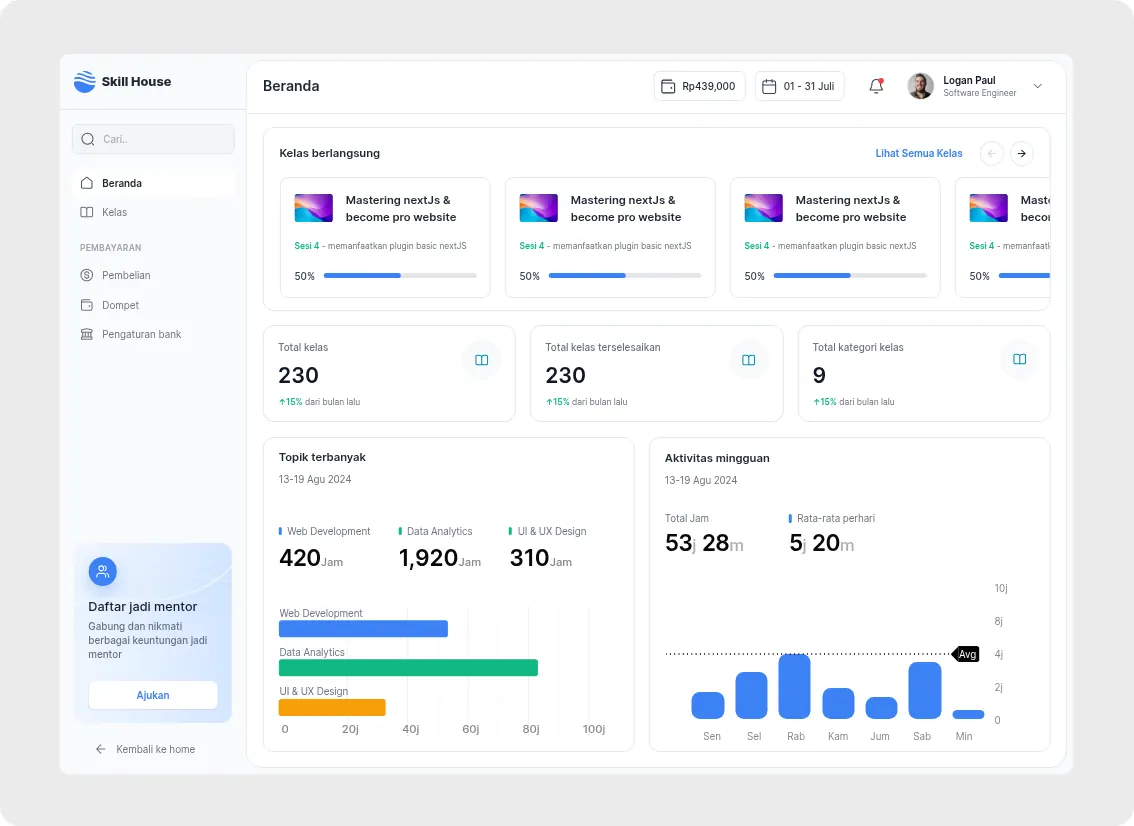 Skill House
Cari..
Beranda
Kelas
PEMBAYARAN
Pembelian
Dompet
Pengaturan bank
Daftar jadi mentor
Gabung dan nikmati
berbagai keuntungan jadi
mentor
Ajukan
Kembali ke home
Beranda
Rp439,000
01 - 31 Juli
Logan Paul
Software Engineer
Kelas berlangsung
Lihat Semua Kelas
Mastering nextJs &
become pro website
Sesi 4 - memanfaatkan plugin basic nextJS
50%
Mastering nextJs &
become pro website
Sesi 4 - memanfaatkan plugin basic nextJS
50%
Mastering nextJs &
become pro website
Sesi 4 - memanfaatkan plugin basic nextJS
50%
Maste
becor
Sesi 4 - memanfaatk
50%
Total kelas
230
↑15% dari bulan lalu
Total kelas terselesaikan
230
↑15% dari bulan lalu
Total kategori kelas
9
↑15% dari bulan lalu
Topik terbanyak
13-19 Agu 2024
Web Development
420Jam
Data Analytics
1,920Jam
UI & UX Design
310Jam
Web Development
Data Analytics
UI & UX Design
0 20j 40j 60j 80j 100j
Aktivitas mingguan
13-19 Agu 2024
Total Jam
53j 28m
Rata-rata perhari
5j 20m
10j
8j
Avg
4j
2j
0
Sen Sel Rab Kam Jum Sab Min